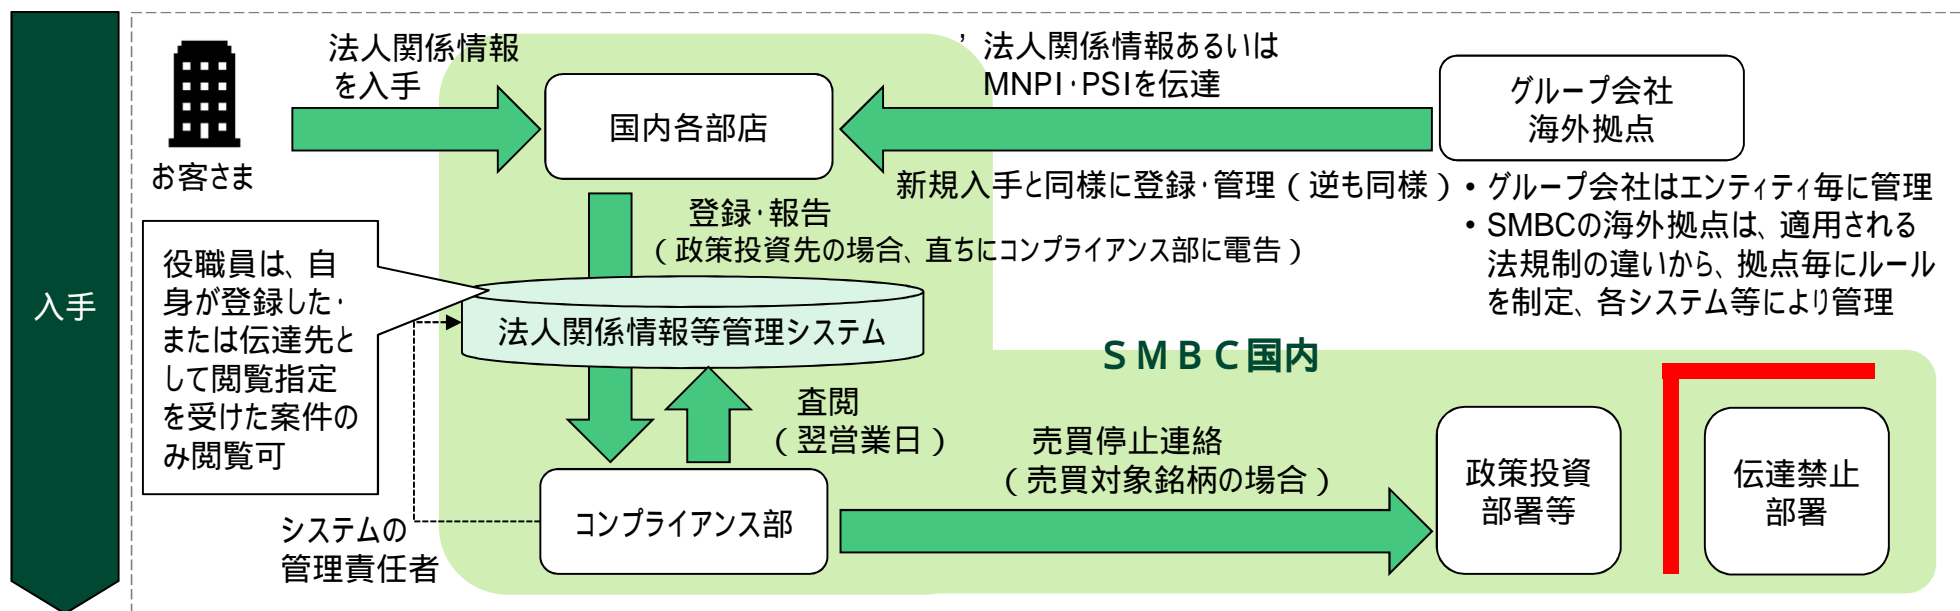 入手
お客さま
法人関係情報
を入手
国内各部店
’ 法人関係情報あるいは
MNPI・PSIを伝達
グループ会社
海外拠点
新規入手と同様に登録・管理（逆も同様）
• グループ会社はエンティティ毎に管理
• SMBCの海外拠点は、適用される
法規制の違いから、拠点毎にルール
を制定、各システム等により管理
登録・報告
（政策投資先の場合、直ちにコンプライアンス部に電告）
役職員は、自
身が登録した・
または伝達先と
して閲覧指定
を受けた案件の
み閲覧可
法人関係情報等管理システム
ＳＭＢＣ国内
査閲
（翌営業日）
売買停止連絡
（売買対象銘柄の場合）
システムの
管理責任者
コンプライアンス部
政策投資
部署等
伝達禁止
部署